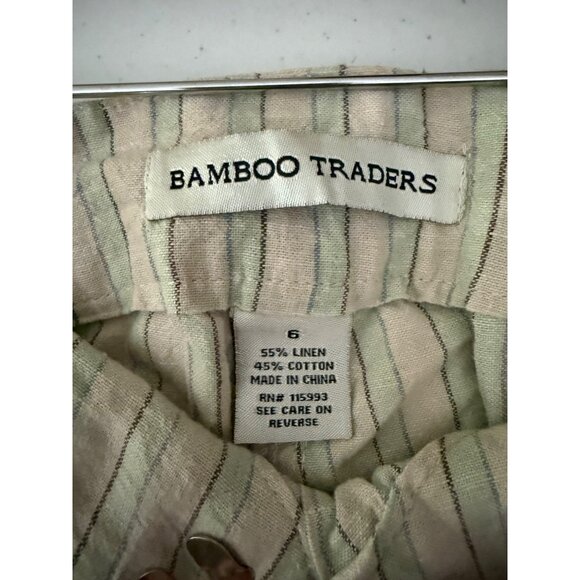 BAMBOO TRADERS
6
55% LINEN
45% COTTON
MADE IN CHINA
RN# 115993
SEE CARE ON
REVERSE